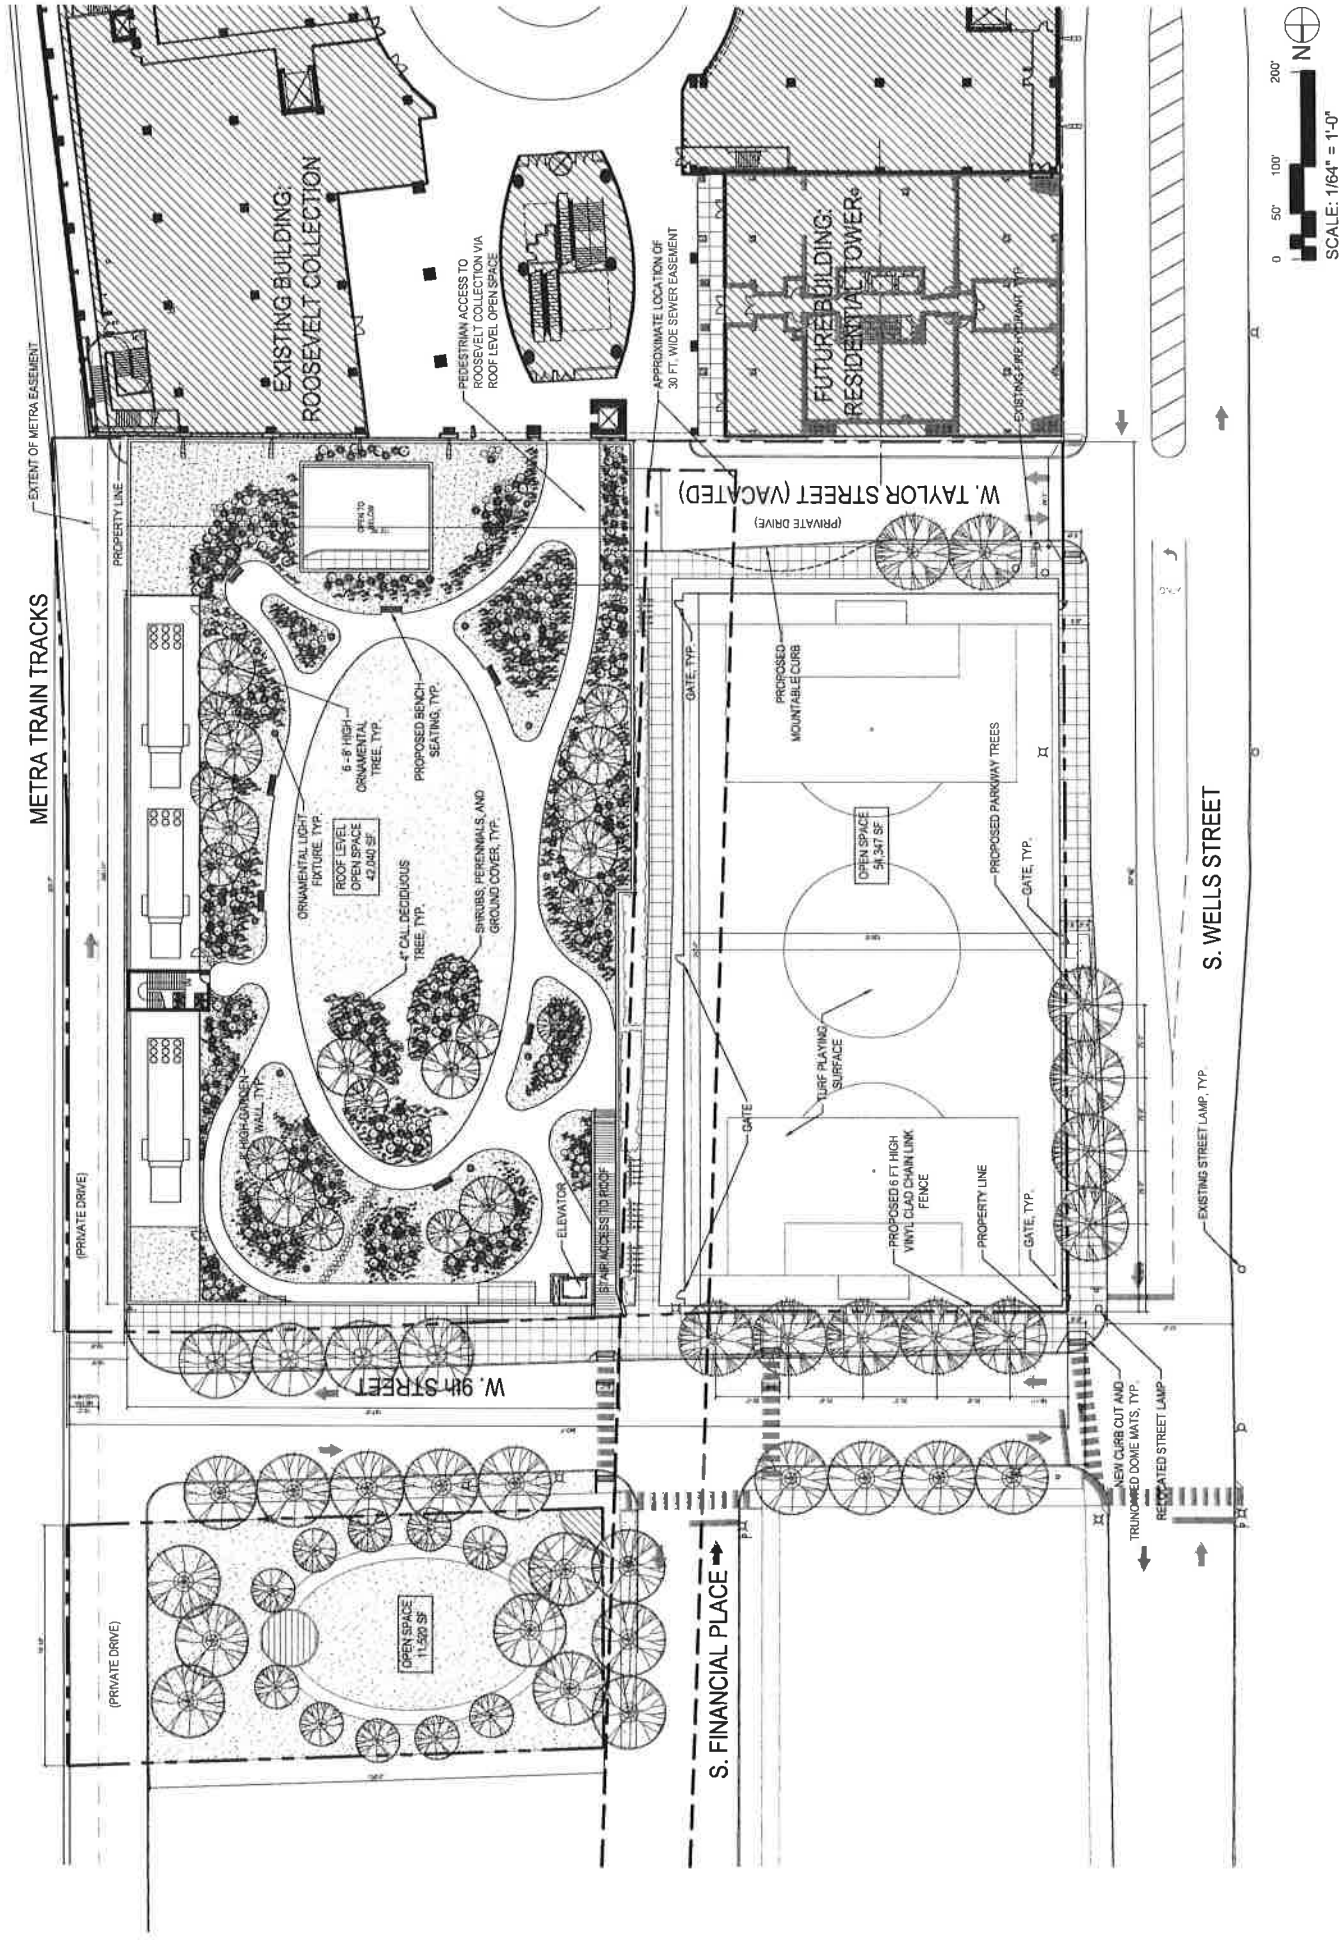 METRA TRAIN TRACKS
EXTENT OF METRA EASEMENT
PROPERTY LINE
(PRIVATE DRIVE)
EXISTING BUILDING:
ROOSEVELT COLLECTION
PEDESTRIAN ACCESS TO
ROOSEVELT COLLECTION VIA
ROOF LEVEL OPEN SPACE
APPROXIMATE LOCATION OF
30 FT. WIDE SEWER EASEMENT
FUTURE BUILDING:
RESIDENTIAL TOWER
EXISTING FIRE HYDRANT, TYP.
OPEN TO
BELOW
6 - 8' HIGH
ORNAMENTAL
TREE, TYP.
PROPOSED BENCH
SEATING, TYP.
ORNAMENTAL LIGHT
FIXTURE, TYP.
ROOF LEVEL
OPEN SPACE
42,040 SF
4" CAL DECIDUOUS
TREE, TYP.
SHRUBS, PERENNIALS, AND
GROUND COVER, TYP.
HIGH GARDEN
WALL, TYP.
ELEVATOR
STAIR ACCESS TO ROOF
W. TAYLOR STREET (VACATED)
(PRIVATE DRIVE)
GATE, TYP.
PROPOSED
MOUNTABLE CURB
OPEN SPACE
54,347 SF
PROPOSED PARKWAY TREES
GATE, TYP.
GATE
TURF PLAYING
SURFACE
PROPOSED 6 FT HIGH
VINYL CLAD CHAIN LINK
FENCE
PROPERTY LINE
GATE, TYP.
S. WELLS STREET
EXISTING STREET LAMP, TYP.
W. 9th STREET
NEW CURB CUT AND
TRUNCATED DOME MATS, TYP.
RELOCATED STREET LAMP
(PRIVATE DRIVE)
OPEN SPACE
11,620 SF
S. FINANCIAL PLACE
0 50' 100' 200'
N
SCALE: 1/64" = 1'-0"